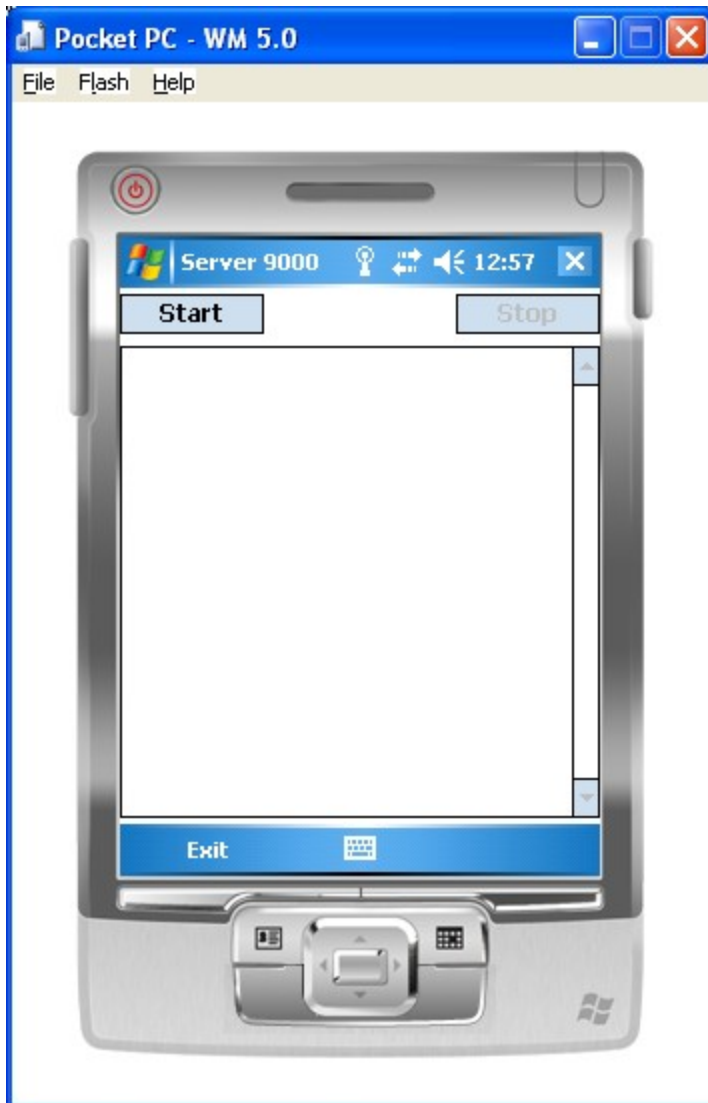 Pocket PC - WM 5.0
File Flash Help
Server 9000 12:57
Start Stop
Exit